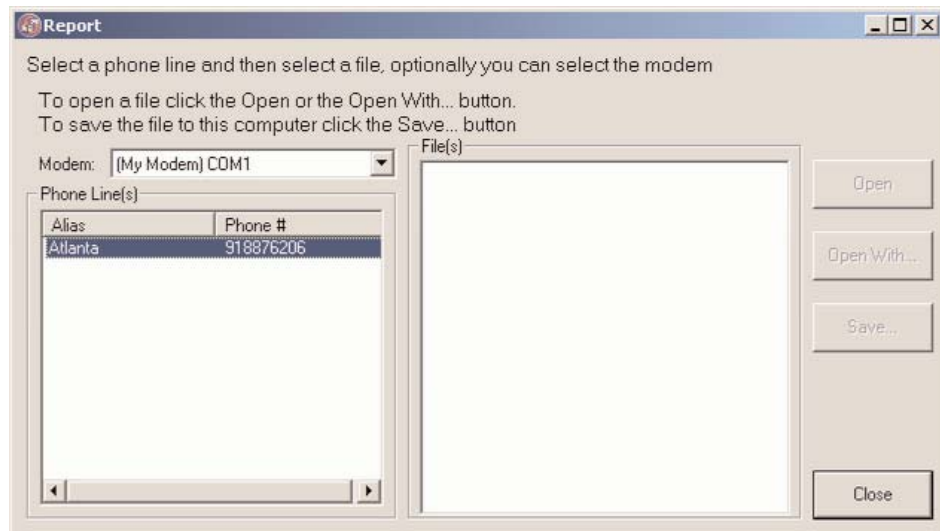 Report
Select a phone line and then select a file, optionally you can select the modem
To open a file click the Open or the Open With... button.
To save the file to this computer click the Save... button
Modem: (My Modem) COM1
Phone Line(s)
Alias Phone #
Atlanta 918876206
File(s)
Open
Open With...
Save...
Close